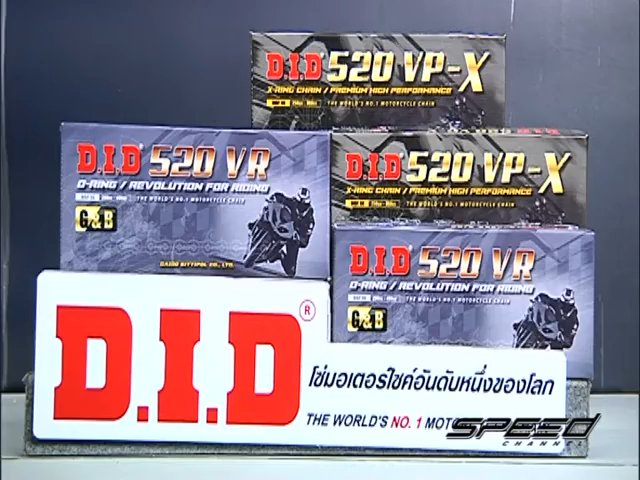 D.I.D 520 VP-X
X-RING CHAIN / PREMIUM HIGH PERFORMANCE
THE WORLD'S NO.1 MOTORCYCLE CHAIN
D.I.D 520 VR
O-RING / REVOLUTION FOR RIDING
THE WORLD'S NO.1 MOTORCYCLE CHAIN
G&B
DAIDO SITTIPOL CO., LTD.
D.I.D 520 VP-X
X-RING CHAIN / PREMIUM HIGH PERFORMANCE
THE WORLD'S NO.1 MOTORCYCLE CHAIN
D.I.D 520 VR
O-RING / REVOLUTION FOR RIDING
THE WORLD'S NO.1 MOTORCYCLE CHAIN
G&B
D.I.D ®
โซ่มอเตอร์ไซค์อันดับหนึ่งของโลก
THE WORLD'S NO. 1
SPEED
CHANNEL